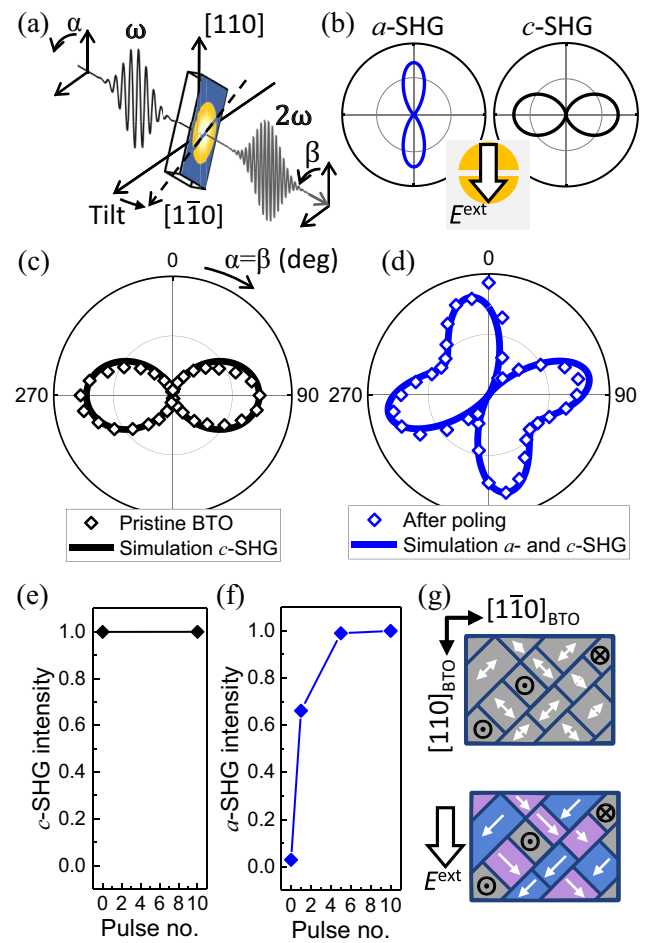 (a)
α
ω
[110]
2ω
β
Tilt
[11̄0]
(b)
a-SHG
c-SHG
E^ext
(c)
0
α=β (deg)
270
90
Pristine BTO
Simulation c-SHG
(d)
0
270
90
After poling
Simulation a- and c-SHG
(e)
c-SHG intensity
1.0
0.8
0.6
0.4
0.2
0.0
0 2 4 6 8 10
Pulse no.
(f)
a-SHG intensity
1.0
0.8
0.6
0.4
0.2
0.0
0 2 4 6 8 10
Pulse no.
(g)
[11̄0]BTO
[110]BTO
E^ext